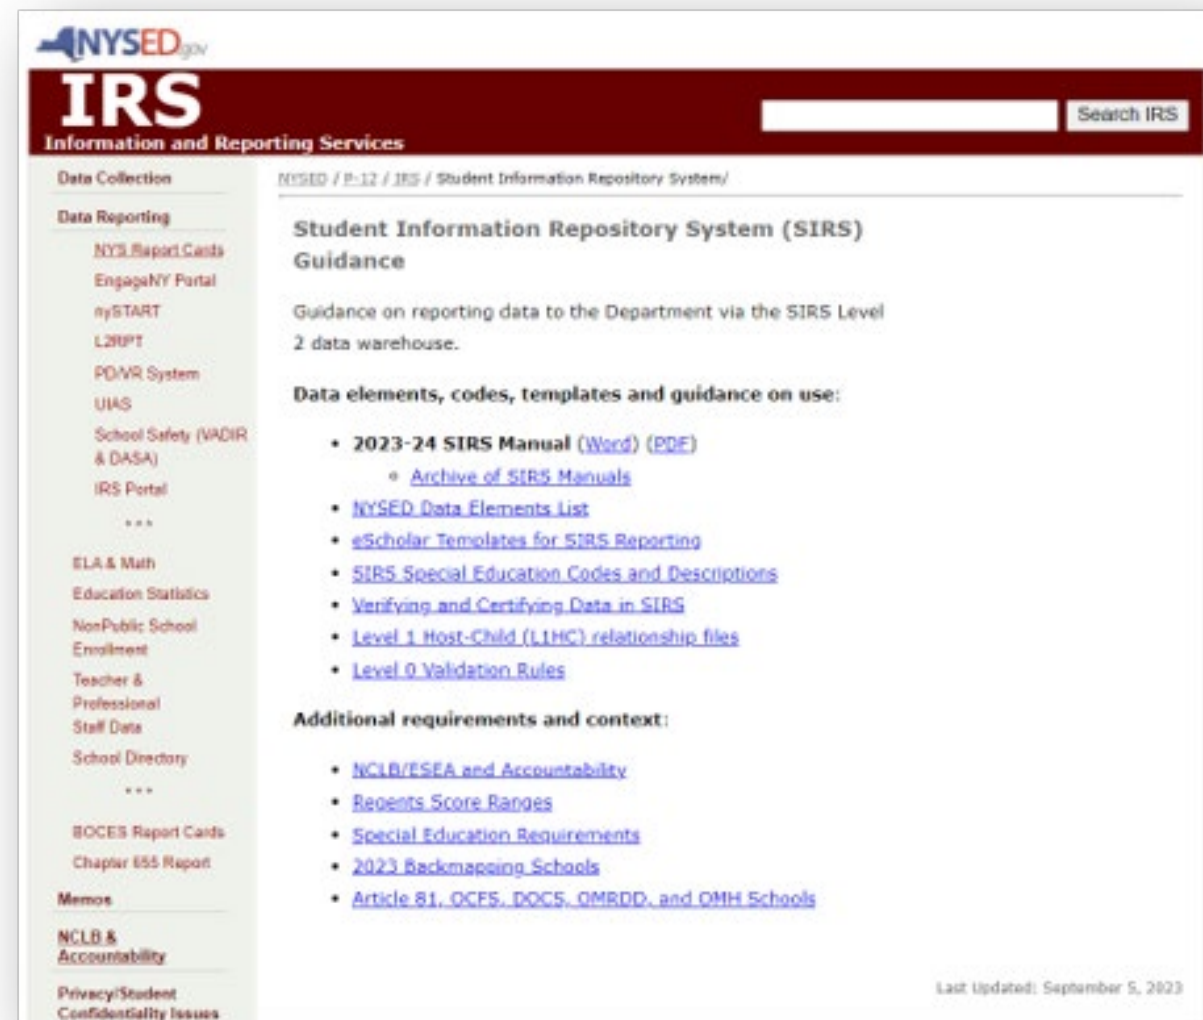 NYSED.gov
IRS
Search IRS
Information and Reporting Services
Data Collection
Data Reporting
NYS Report Cards
EngageNY Portal
nySTART
L2RPT
PD/VR System
UIAS
School Safety (VADIR
& DASA)
IRS Portal
* * *
ELA & Math
Education Statistics
NonPublic School
Enrollment
Teacher &
Professional
Staff Data
School Directory
* * *
BOCES Report Cards
Chapter 655 Report
Memos
NCLB &
Accountability
Privacy/Student
Confidentiality Issues
NYSED / P-12 / IRS / Student Information Repository System/
Student Information Repository System (SIRS)
Guidance
Guidance on reporting data to the Department via the SIRS Level
2 data warehouse.
Data elements, codes, templates and guidance on use:
• 2023-24 SIRS Manual (Word) (PDF)
Archive of SIRS Manuals
• NYSED Data Elements List
• eScholar Templates for SIRS Reporting
• SIRS Special Education Codes and Descriptions
• Verifying and Certifying Data in SIRS
• Level 1 Host-Child (L1HC) relationship files
• Level 0 Validation Rules
Additional requirements and context:
• NCLB/ESEA and Accountability
• Regents Score Ranges
• Special Education Requirements
• 2023 Backmapping Schools
• Article 81, OCFS, DOCS, OMRDD, and OMH Schools
Last Updated: September 5, 2023